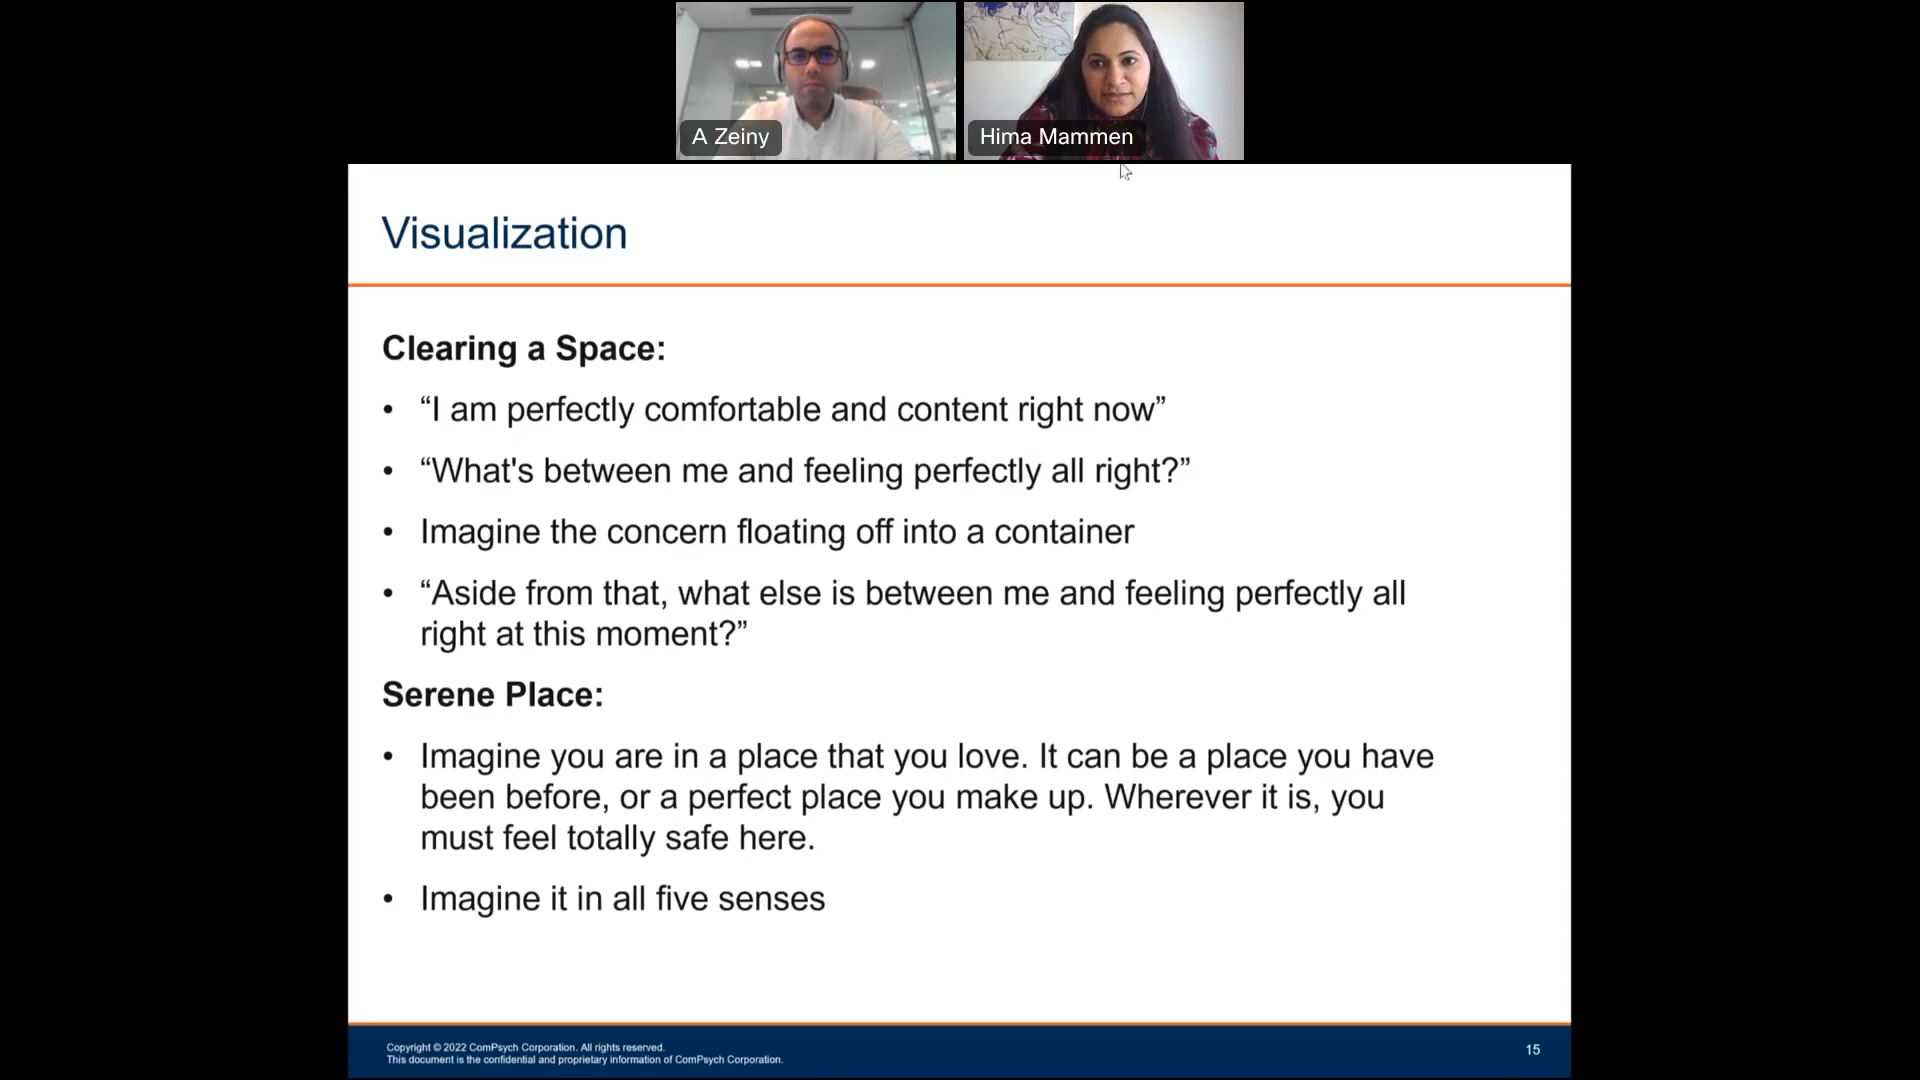 A Zeiny
Hima Mammen
Visualization
Clearing a Space:
• “I am perfectly comfortable and content right now”
• “What's between me and feeling perfectly all right?”
• Imagine the concern floating off into a container
• “Aside from that, what else is between me and feeling perfectly all
right at this moment?”
Serene Place:
• Imagine you are in a place that you love. It can be a place you have
been before, or a perfect place you make up. Wherever it is, you
must feel totally safe here.
• Imagine it in all five senses
Copyright © 2022 ComPsych Corporation. All rights reserved.
This document is the confidential and proprietary information of ComPsych Corporation.
15